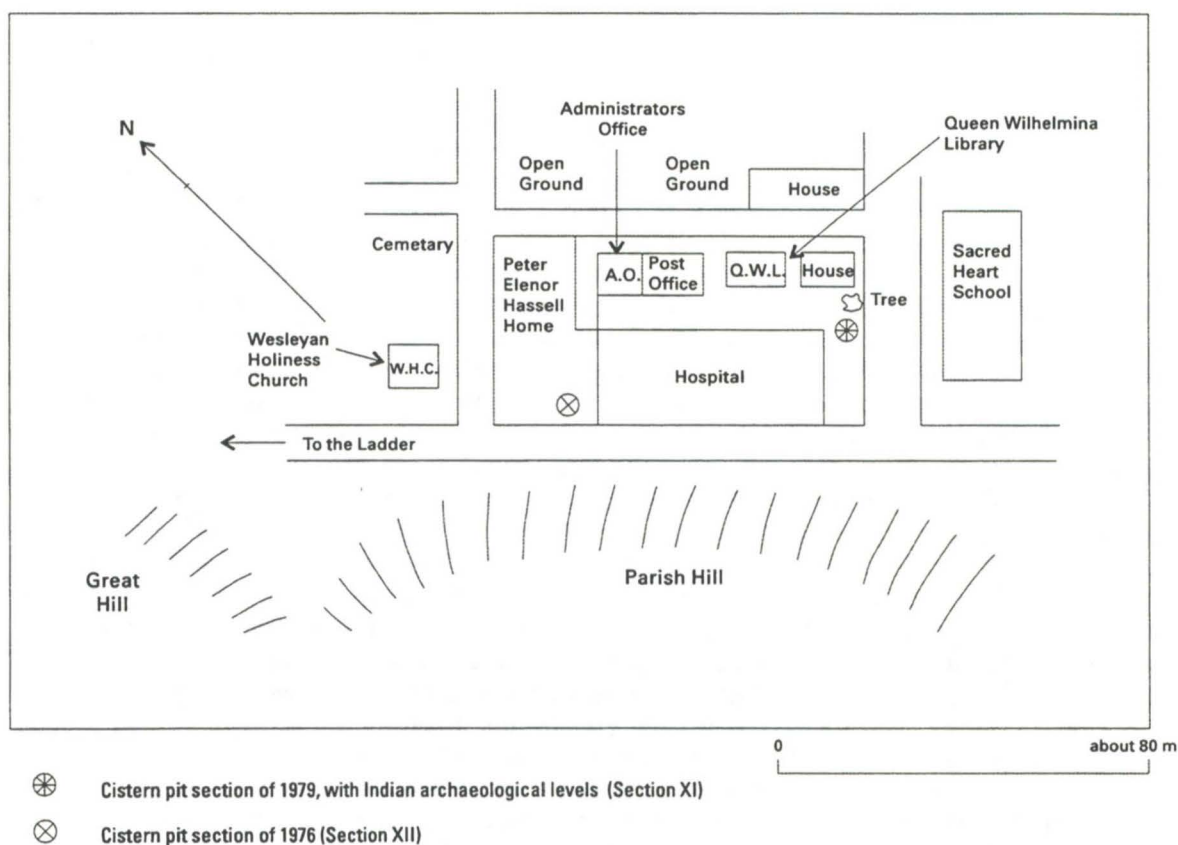 N
Administrators
Office
Queen Wilhelmina
Library
Open
Ground
Open
Ground
House
Cemetary
Peter
Elenor
Hassell
Home
A.O.
Post
Office
Q.W.L.
House
Tree
Sacred
Heart
School
Wesleyan
Holiness
Church
W.H.C.
Hospital
To the Ladder
Great
Hill
Parish Hill
0
about 80 m
Cistern pit section of 1979, with Indian archaeological levels (Section XI)
Cistern pit section of 1976 (Section XII)